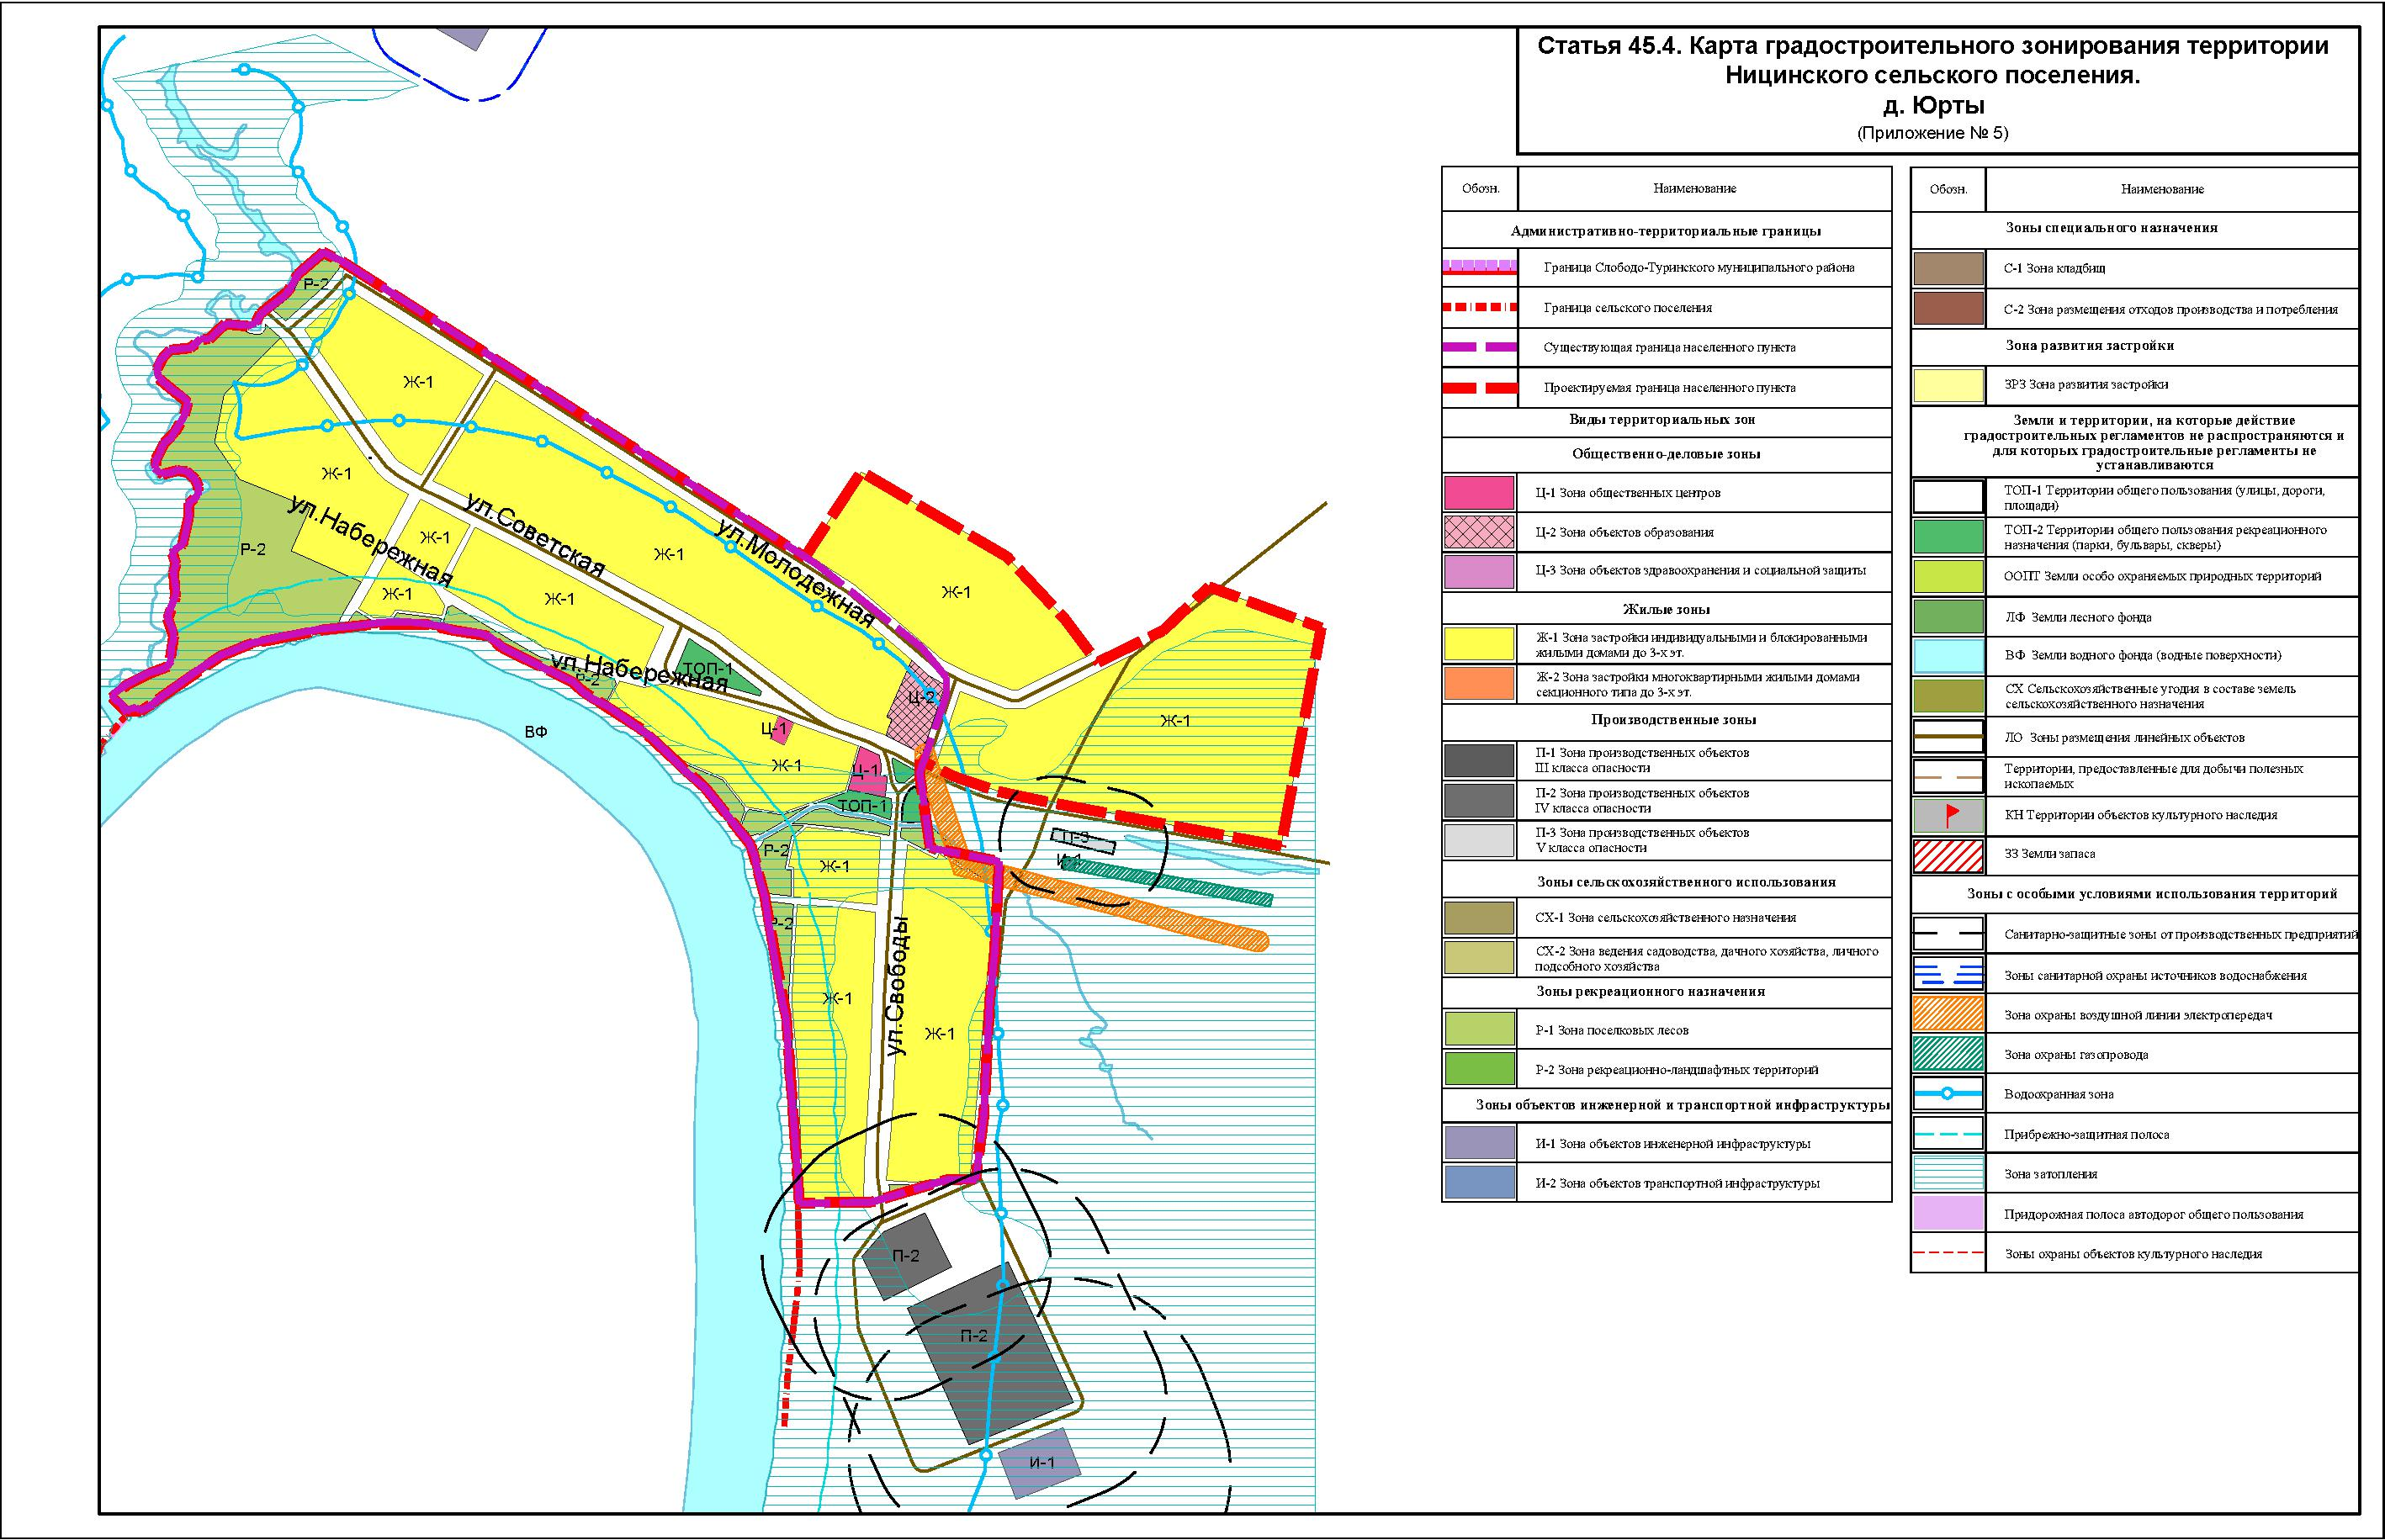 Статья 45.4. Карта градостроительного зонирования территории
Ницинского сельского поселения.
д. Юрты
(Приложение № 5)
Обозн.
Наименование
Административно-территориальные границы
Граница Слободо-Туринского муниципального района
Граница сельского поселения
Существующая граница населенного пункта
Проектируемая граница населенного пункта
Виды территориальных зон
Общественно-деловые зоны
Ц-1 Зона общественных центров
Ц-2 Зона объектов образования
Ц-3 Зона объектов здравоохранения и социальной защиты
Жилые зоны
Ж-1 Зона застройки индивидуальными и блокированными
жилыми домами до 3-х эт.
Ж-2 Зона застройки многоквартирными жилыми домами
секционного типа до 3-х эт.
Производственные зоны
П-1 Зона производственных объектов
III класса опасности
П-2 Зона производственных объектов
IV класса опасности
П-3 Зона производственных объектов
V класса опасности
Зоны сельскохозяйственного использования
СХ-1 Зона сельскохозяйственного назначения
СХ-2 Зона ведения садоводства, дачного хозяйства, личного
подсобного хозяйства
Зоны рекреационного назначения
Р-1 Зона поселковых лесов
Р-2 Зона рекреационно-ландшафтных территорий
Зоны объектов инженерной и транспортной инфраструктуры
И-1 Зона объектов инженерной инфраструктуры
И-2 Зона объектов транспортной инфраструктуры
Обозн.
Наименование
Зоны специального назначения
С-1 Зона кладбищ
С-2 Зона размещения отходов производства и потребления
Зона развития застройки
ЗРЗ Зона развития застройки
Земли и территории, на которые действие
градостроительных регламентов не распространяются и
для которых градостроительные регламенты не
устанавливаются
ТОП-1 Территории общего пользования (улицы, дороги,
площади)
ТОП-2 Территории общего пользования рекреационного
назначения (парки, бульвары, скверы)
ООПТ Земли особо охраняемых природных территорий
ЛФ Земли лесного фонда
ВФ Земли водного фонда (водные поверхности)
СХ Сельскохозяйственные угодия в составе земель
сельскохозяйственного назначения
ЛО Зоны размещения линейных объектов
Территории, предоставленные для добычи полезных
ископаемых
КН Территории объектов культурного наследия
ЗЗ Земли запаса
Зоны с особыми условиями использования территорий
Санитарно-защитные зоны от производственных предприятий
Зоны санитарной охраны источников водоснабжения
Зона охраны воздушной линии электропередач
Зона охраны газопровода
Водоохранная зона
Прибрежно-защитная полоса
Зона затопления
Придорожная полоса автодорог общего пользования
Зоны охраны объектов культурного наследия
Р-2
Ж-1
Ж-1
ул.Набережная
ул.Советская
Ж-1
Р-2
Ж-1
ул.Молодежная
Ж-1
Ж-1
Ж-1
ул.Набережная
ТОП-1
Р-2
Ц-2
Ж-1
ВФ
Ц-1
Ж-1
Ц-1
ТОП-1
П-3
И-1
Р-2
Ж-1
Р-2
ул.Свободы
Ж-1
Ж-1
П-2
П-2
И-1